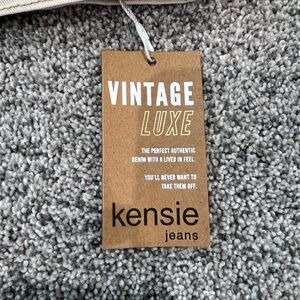 VINTAGE
LUXE
THE PERFECT AUTHENTIC
DENIM WITH A LIVED IN FEEL.
YOU'LL NEVER WANT TO
TAKE THEM OFF.
kensie
jeans